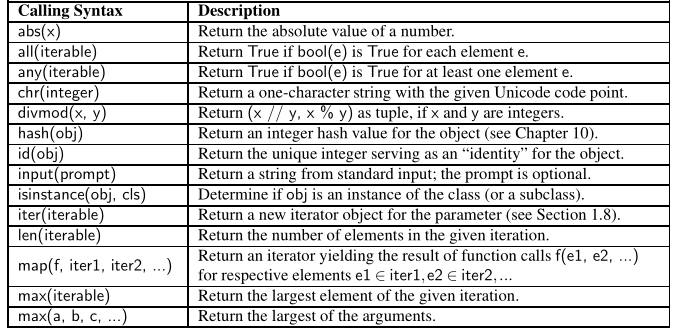 Calling Syntax Description
abs(x) Return the absolute value of a number.
all(iterable) Return True if bool(e) is True for each element e.
any(iterable) Return True if bool(e) is True for at least one element e.
chr(integer) Return a one-character string with the given Unicode code point.
divmod(x, y) Return (x // y, x % y) as tuple, if x and y are integers.
hash(obj) Return an integer hash value for the object (see Chapter 10).
id(obj) Return the unique integer serving as an “identity” for the object.
input(prompt) Return a string from standard input; the prompt is optional.
isinstance(obj, cls) Determine if obj is an instance of the class (or a subclass).
iter(iterable) Return a new iterator object for the parameter (see Section 1.8).
len(iterable) Return the number of elements in the given iteration.
map(f, iter1, iter2, ...) Return an iterator yielding the result of function calls f(e1, e2, ...)
for respective elements e1 ∈ iter1, e2 ∈ iter2, ...
max(iterable) Return the largest element of the given iteration.
max(a, b, c, ...) Return the largest of the arguments.